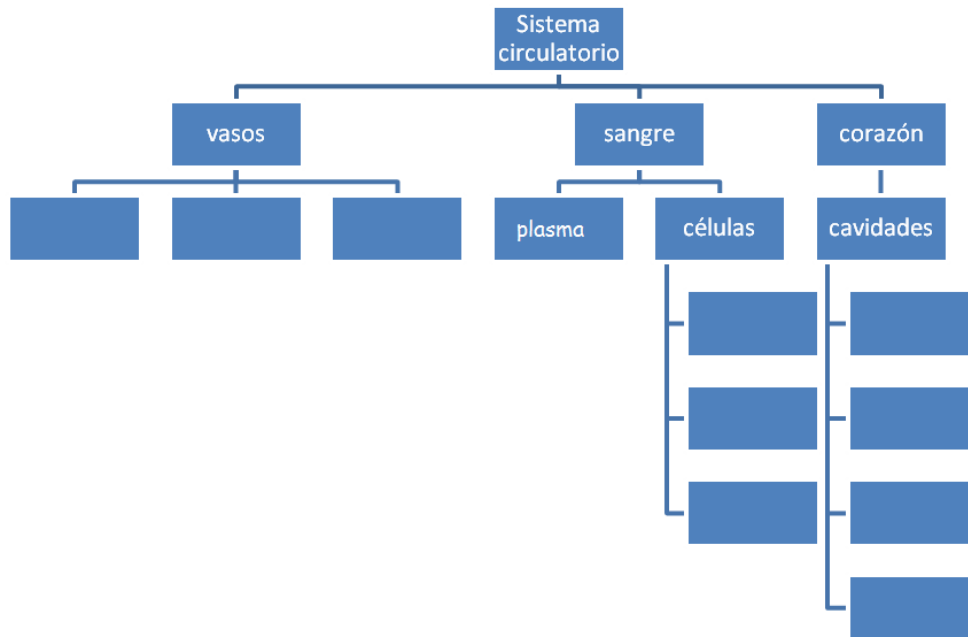 Sistema
circulatorio
vasos
sangre
corazón
plasma
células
cavidades